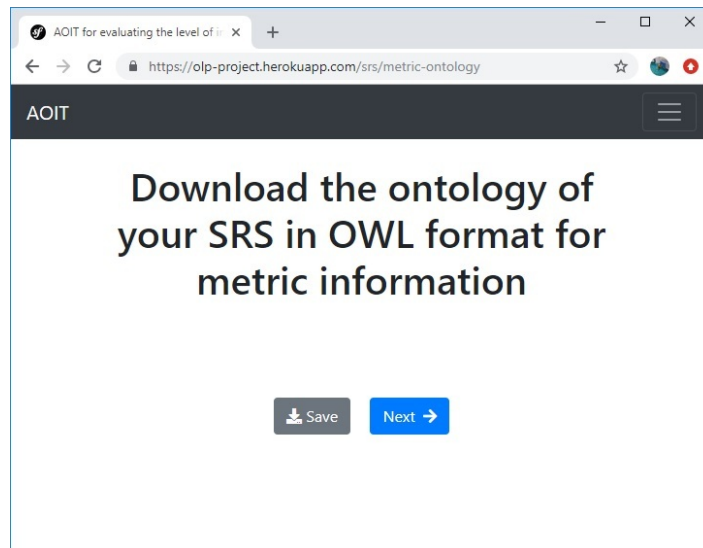 AOIT for evaluating the level of i
https://olp-project.herokuapp.com/srs/metric-ontology
AOIT
Download the ontology of
your SRS in OWL format for
metric information
Save
Next